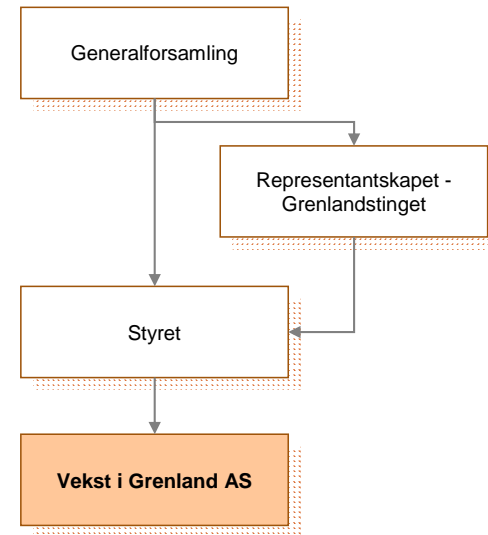 Generalforsamling
Representantskapet -
Grenlandstinget
Styret
Vekst i Grenland AS